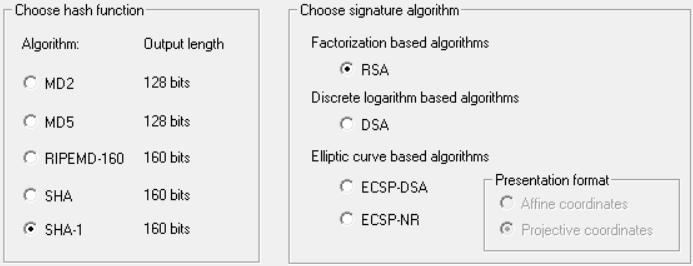 Choose hash function
Algorithm: Output length
MD2 128 bits
MD5 128 bits
RIPEMD-160 160 bits
SHA 160 bits
SHA-1 160 bits
Choose signature algorithm
Factorization based algorithms
RSA
Discrete logarithm based algorithms
DSA
Elliptic curve based algorithms
ECSP-DSA
ECSP-NR
Presentation format
Affine coordinates
Projective coordinates